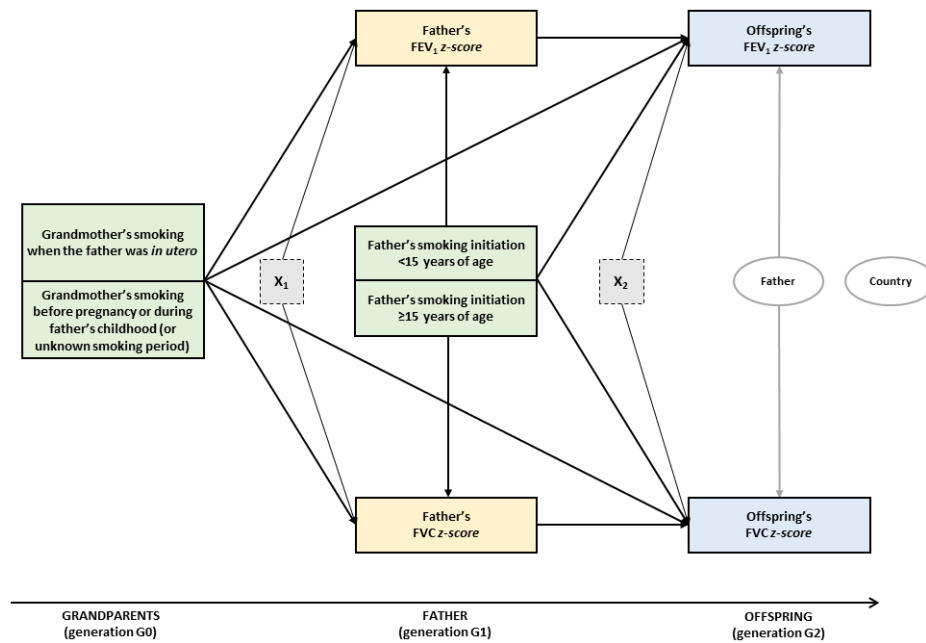 Father's
FEV₁ z-score
Offspring's
FEV₁ z-score
Grandmother's smoking
when the father was in utero
Grandmother's smoking
before pregnancy or during
father's childhood (or
unknown smoking period)
X₁
Father's smoking initiation
<15 years of age
Father's smoking initiation
≥15 years of age
X₂
Father
Country
Father's
FVC z-score
Offspring's
FVC z-score
GRANDPARENTS
(generation G0)
FATHER
(generation G1)
OFFSPRING
(generation G2)